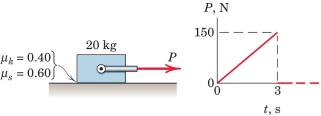 μk = 0.40
μs = 0.60
20 kg
P
P, N
150
0
0
3
t, s